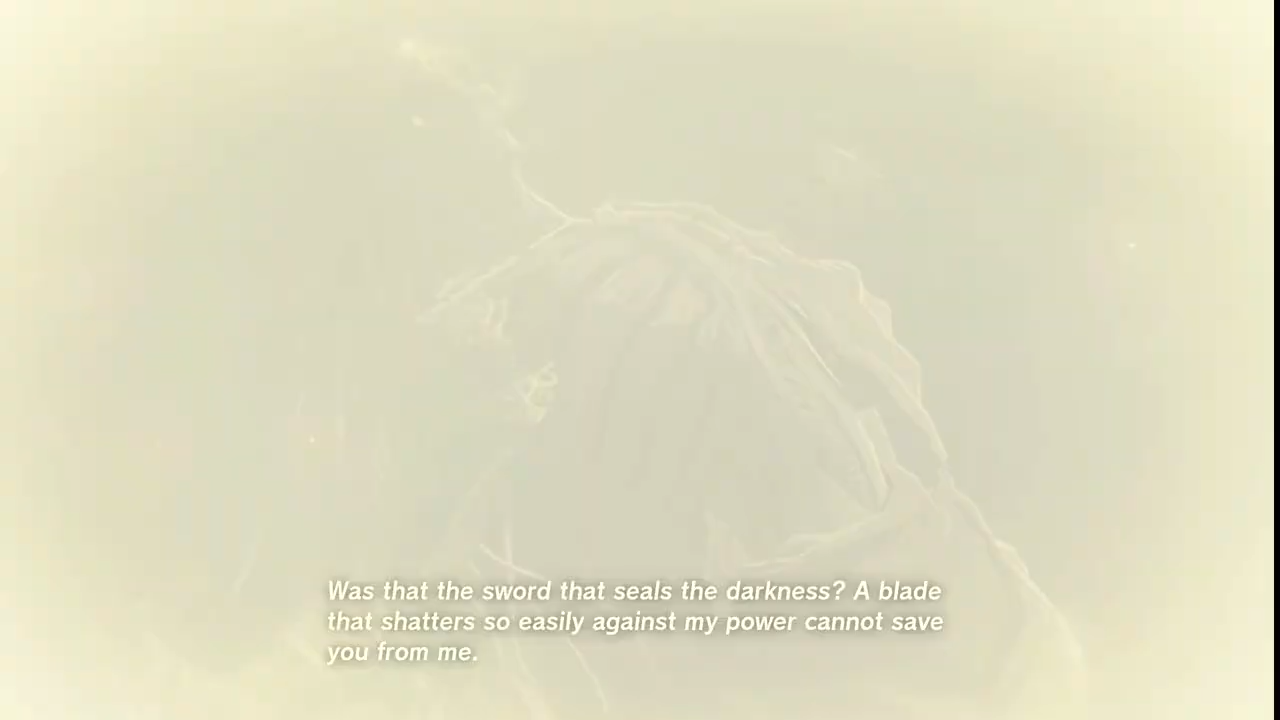 Was that the sword that seals the darkness? A blade
that shatters so easily against my power cannot save
you from me.